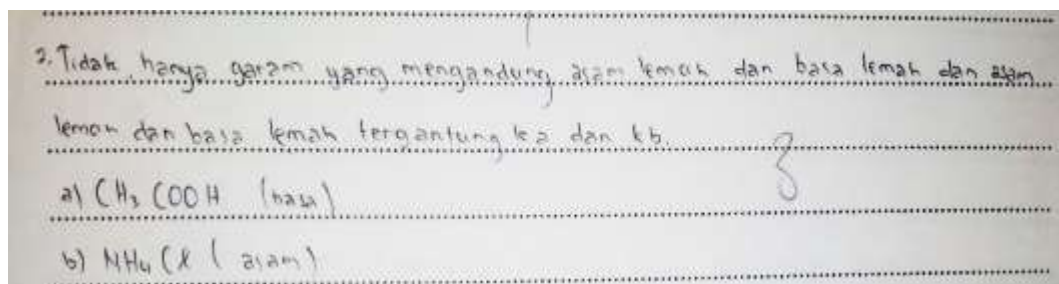 2. Tidak, hanya garam yang mengandung asam lemah dan basa lemah dan asam
lemah dan basa lemah tergantung ka dan kb.
3
a) CH3 COOH (basa)
b) NH4 Cl (asam)